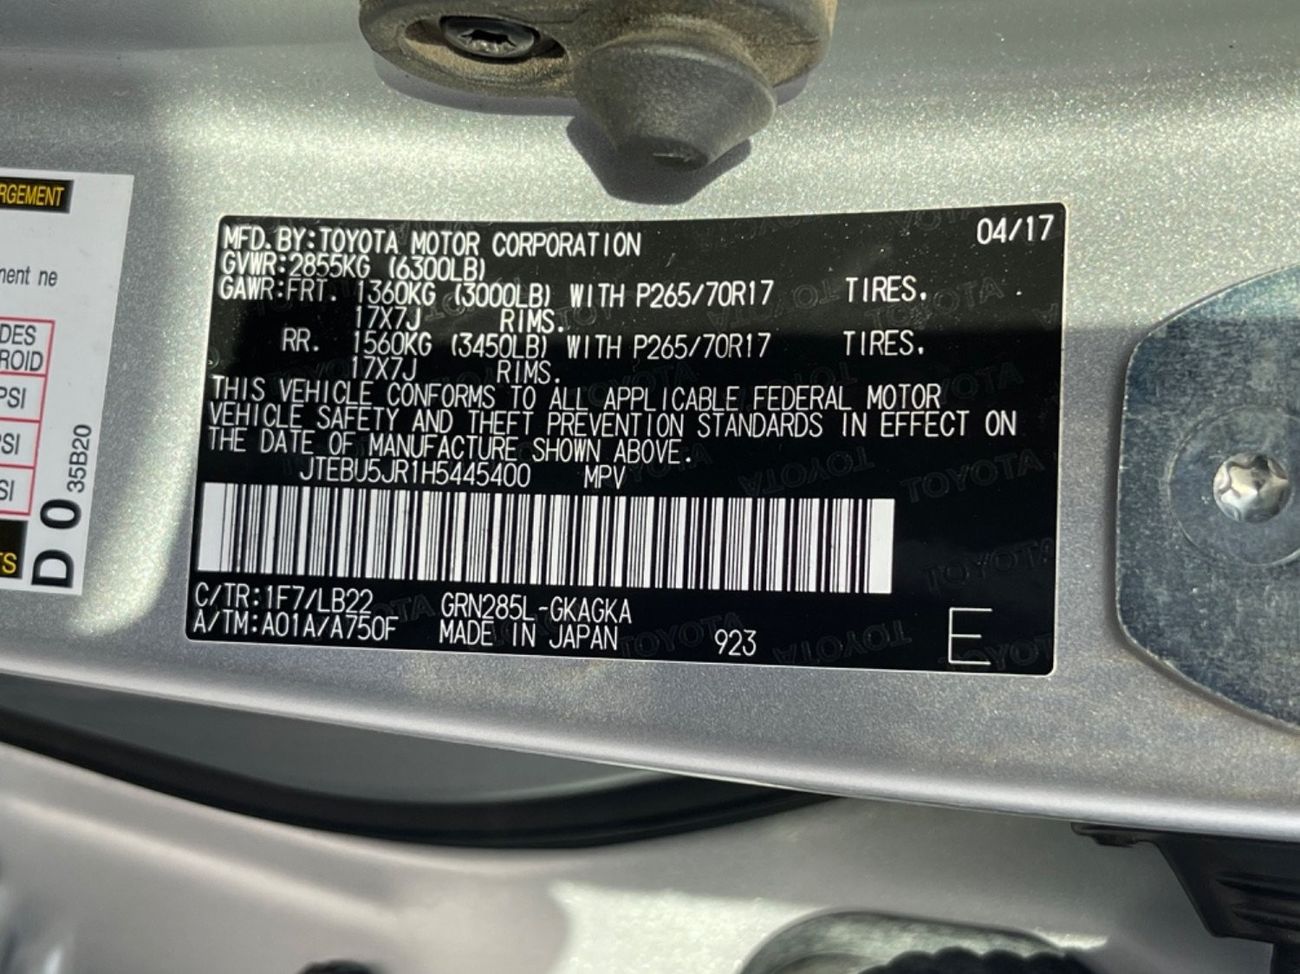 RGEMENT
ment ne
DES
ROID
PSI
PSI
SI
TS
D 0
35B20
MFD. BY:TOYOTA MOTOR CORPORATION 04/17
GVWR:2855KG (6300LB)
GAWR:FRT. 1360KG (3000LB) WITH P265/70R17 TIRES.
17X7J RIMS.
RR. 1560KG (3450LB) WITH P265/70R17 TIRES.
17X7J RIMS.
THIS VEHICLE CONFORMS TO ALL APPLICABLE FEDERAL MOTOR
VEHICLE SAFETY AND THEFT PREVENTION STANDARDS IN EFFECT ON
THE DATE OF MANUFACTURE SHOWN ABOVE.
JTEBU5JR1H5445400 MPV
C/TR:1F7/LB22 GRN285L-GKAGKA
A/TM:A01A/A750F MADE IN JAPAN 923 E